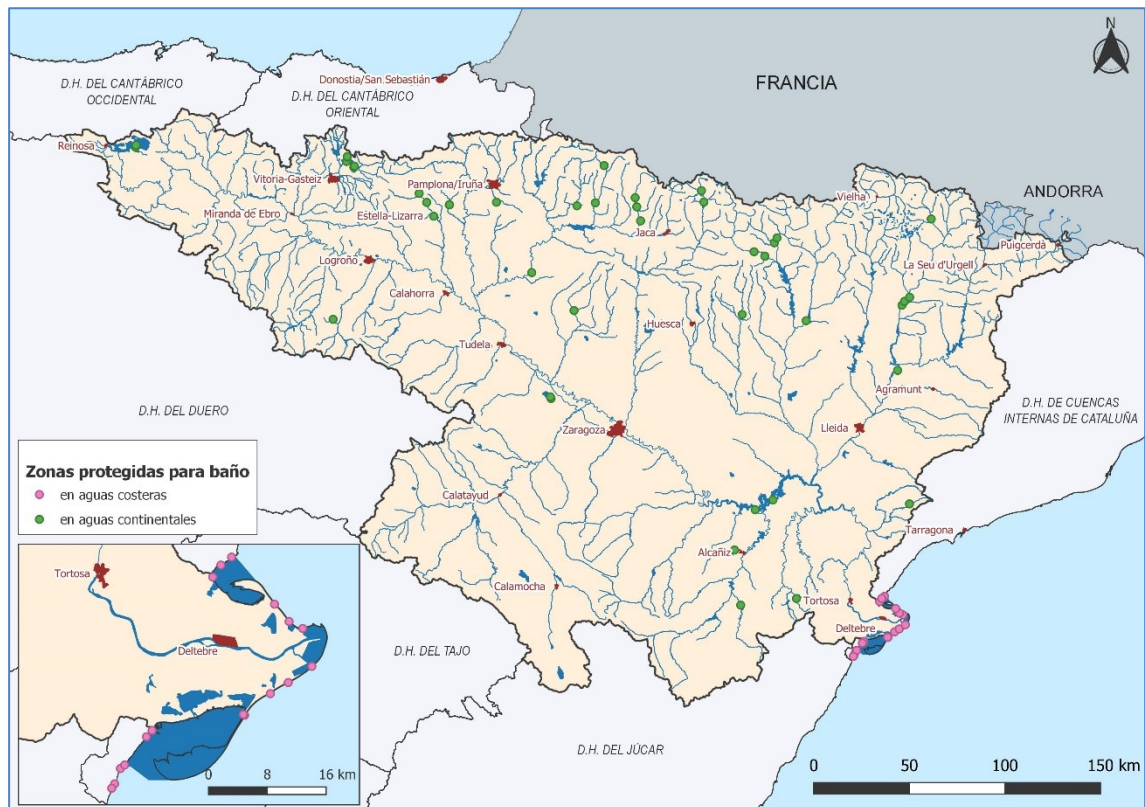 N
FRANCIA
ANDORRA
D.H. DEL CANTÁBRICO
OCCIDENTAL
D.H. DEL CANTÁBRICO
ORIENTAL
Donostia/San Sebastián
Reinosa
Vitoria-Gasteiz
Pamplona/Iruña
Miranda de Ebro
Estella-Lizarra
Jaca
Vielha
Puigcerdà
La Seu d'Urgell
Logroño
Calahorra
Huesca
Tudela
Agramunt
D.H. DEL DUERO
D.H. DE CUENCAS
INTERNAS DE CATALUÑA
Zaragoza
Lleida
Zonas protegidas para baño
en aguas costeras
en aguas continentales
Calatayud
Tarragona
Alcañiz
Calamocha
Tortosa
Deltebre
D.H. DEL TAJO
D.H. DEL JÚCAR
Tortosa
Deltebre
0 8 16 km
0 50 100 150 km